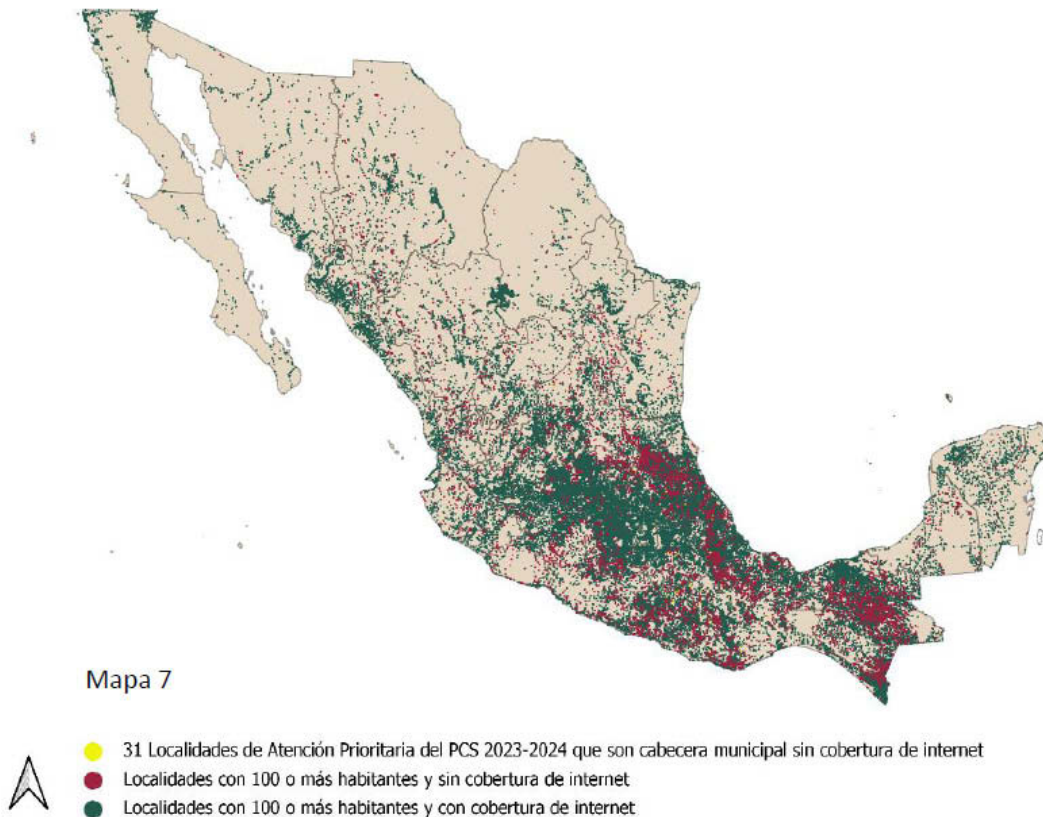 Mapa 7
31 Localidades de Atención Prioritaria del PCS 2023-2024 que son cabecera municipal sin cobertura de internet
Localidades con 100 o más habitantes y sin cobertura de internet
Localidades con 100 o más habitantes y con cobertura de internet